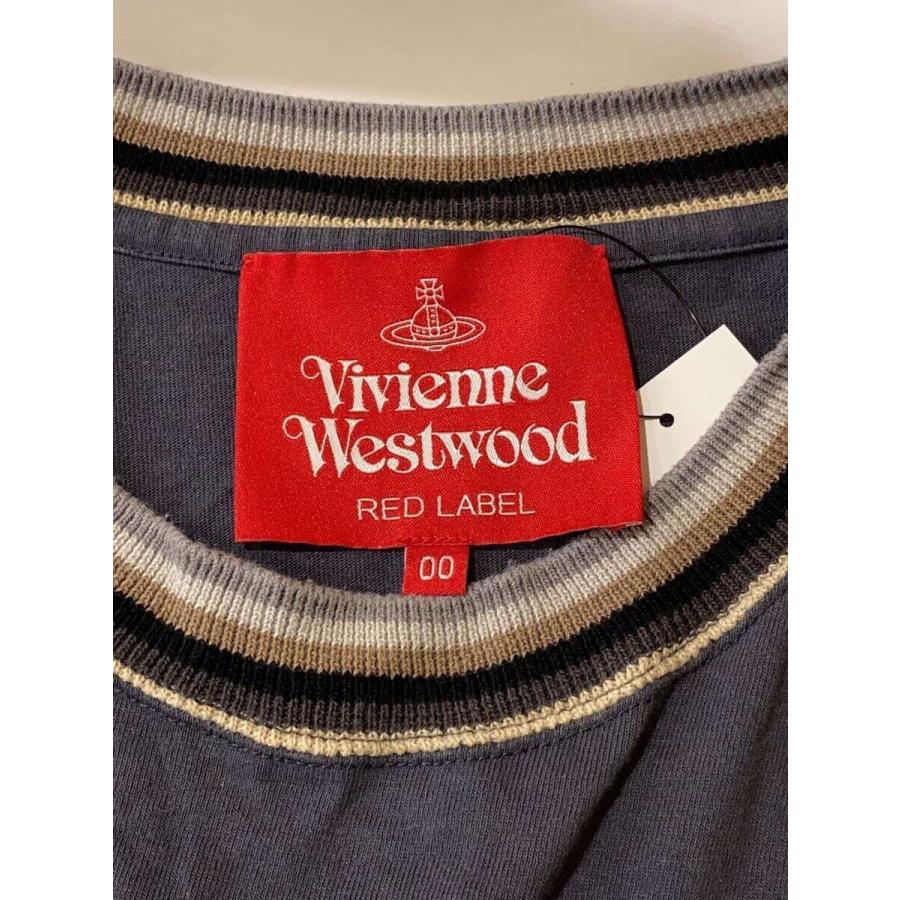 Vivienne
Westwood
RED LABEL
00